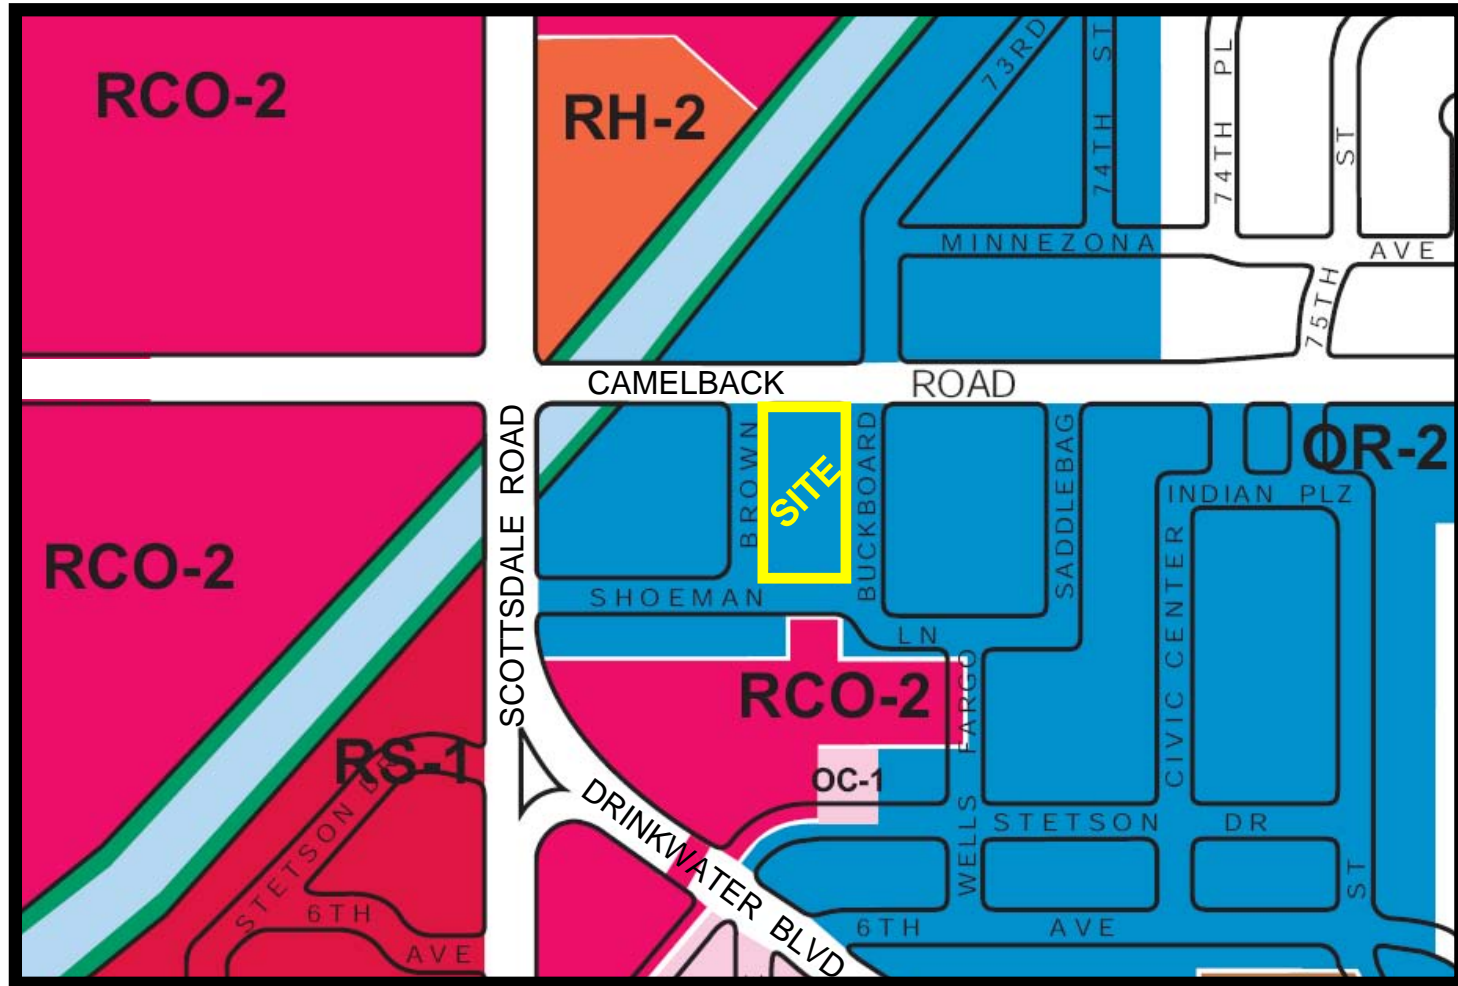 RCO-2
RH-2
73RD
74TH ST
74TH PL
ST
MINNEZONA
AVE
75TH
CAMELBACK ROAD
SCOTTSDALE ROAD
BROWN
SITE
BUCKBOARD
SADDLEBAG
OR-2
INDIAN PLZ
RCO-2
SHOEMAN
LN
CIVIC CENTER
RCO-2
WELLS FARGO
RS-1
OC-1
STETSON DR
DRINKWATER BLVD
STETSON DR
ST
6TH
AVE
6TH AVE